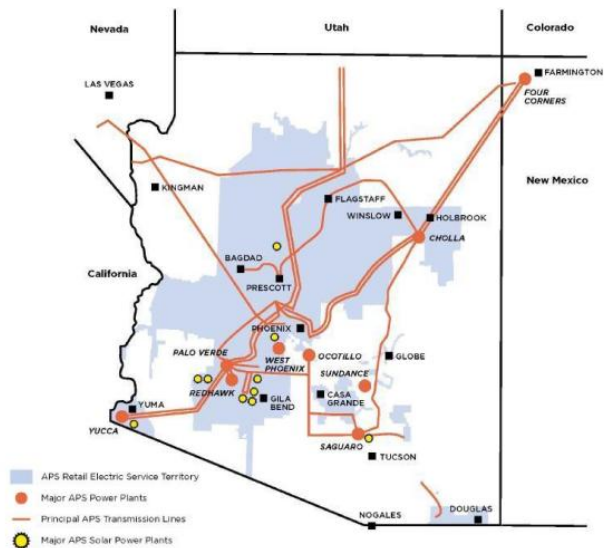 Nevada
Utah
Colorado
LAS VEGAS
FARMINGTON
FOUR
CORNERS
New Mexico
KINGMAN
FLAGSTAFF
WINSLOW
HOLBROOK
CHOLLA
BAGDAD
PRESCOTT
California
PHOENIX
PALO VERDE
WEST
PHOENIX
OCOTILLO
GLOBE
SUNDANCE
REDHAWK
GILA
BEND
CASA
GRANDE
YUMA
YUCCA
SAGUARO
TUCSON
NOGALES
DOUGLAS
APS Retail Electric Service Territory
Major APS Power Plants
Principal APS Transmission Lines
Major APS Solar Power Plants